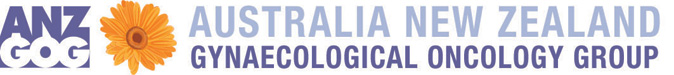 ANZ
GOG
AUSTRALIA NEW ZEALAND
GYNAECOLOGICAL ONCOLOGY GROUP